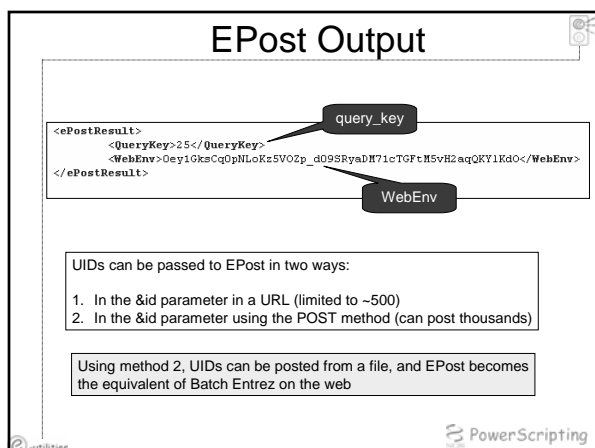 EPost Output
query_key
<ePostResult>
<QueryKey>25</QueryKey>
<WebEnv>0ey1GksCq0pNLoKz5VOZp_dO9SRyaDM71cTGFtM5vH2aqQKYlKdO</WebEnv>
</ePostResult>
WebEnv
UIDs can be passed to EPost in two ways:
1. In the &id parameter in a URL (limited to ~500)
2. In the &id parameter using the POST method (can post thousands)
Using method 2, UIDs can be posted from a file, and EPost becomes
the equivalent of Batch Entrez on the web
PowerScripting